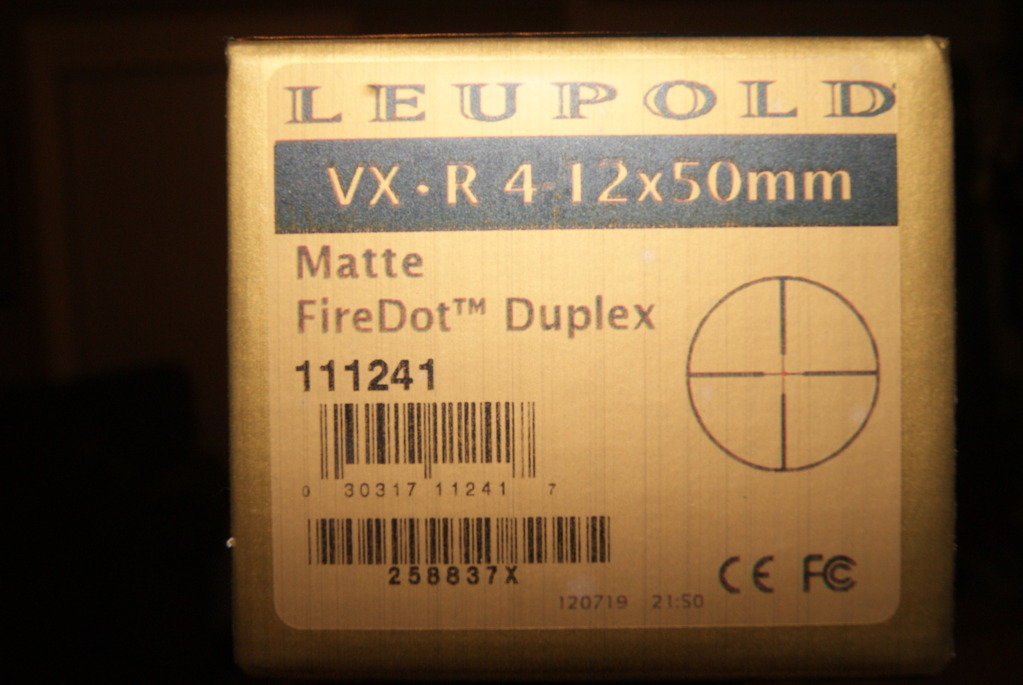 LEUPOLD
VX·R 4-12x50mm
Matte
FireDot™ Duplex
111241
0 30317 11241 7
258837X
120719 21:50
CE FC